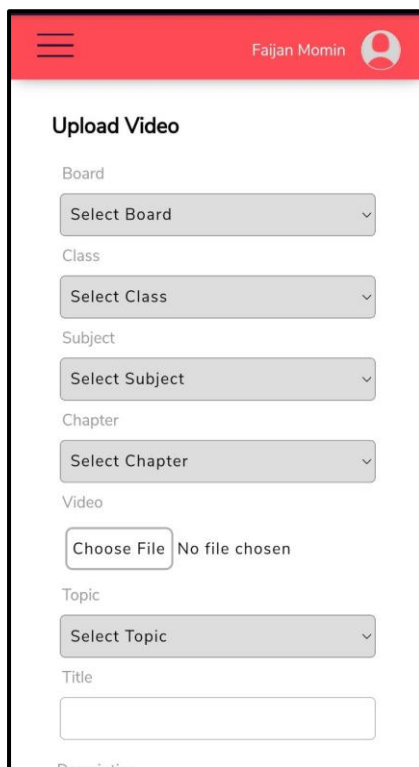 Faijan Momin
Upload Video
Board
Select Board
Class
Select Class
Subject
Select Subject
Chapter
Select Chapter
Video
Choose File No file chosen
Topic
Select Topic
Title